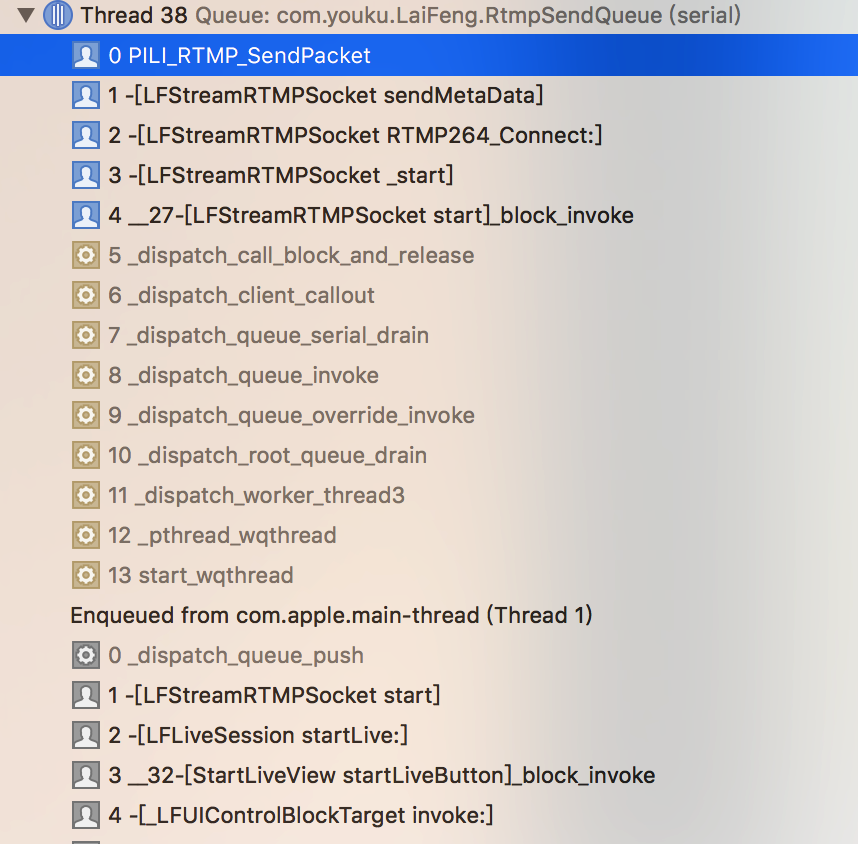 Thread 38 Queue: com.youku.LaiFeng.RtmpSendQueue (serial)
0 PILI_RTMP_SendPacket
1 -[LFStreamRTMPSocket sendMetaData]
2 -[LFStreamRTMPSocket RTMP264_Connect:]
3 -[LFStreamRTMPSocket _start]
4 __27-[LFStreamRTMPSocket start]_block_invoke
5 _dispatch_call_block_and_release
6 _dispatch_client_callout
7 _dispatch_queue_serial_drain
8 _dispatch_queue_invoke
9 _dispatch_queue_override_invoke
10 _dispatch_root_queue_drain
11 _dispatch_worker_thread3
12 _pthread_wqthread
13 start_wqthread
Enqueued from com.apple.main-thread (Thread 1)
0 _dispatch_queue_push
1 -[LFStreamRTMPSocket start]
2 -[LFLiveSession startLive:]
3 __32-[StartLiveView startLiveButton]_block_invoke
4 -[_LFUIControlBlockTarget invoke:]